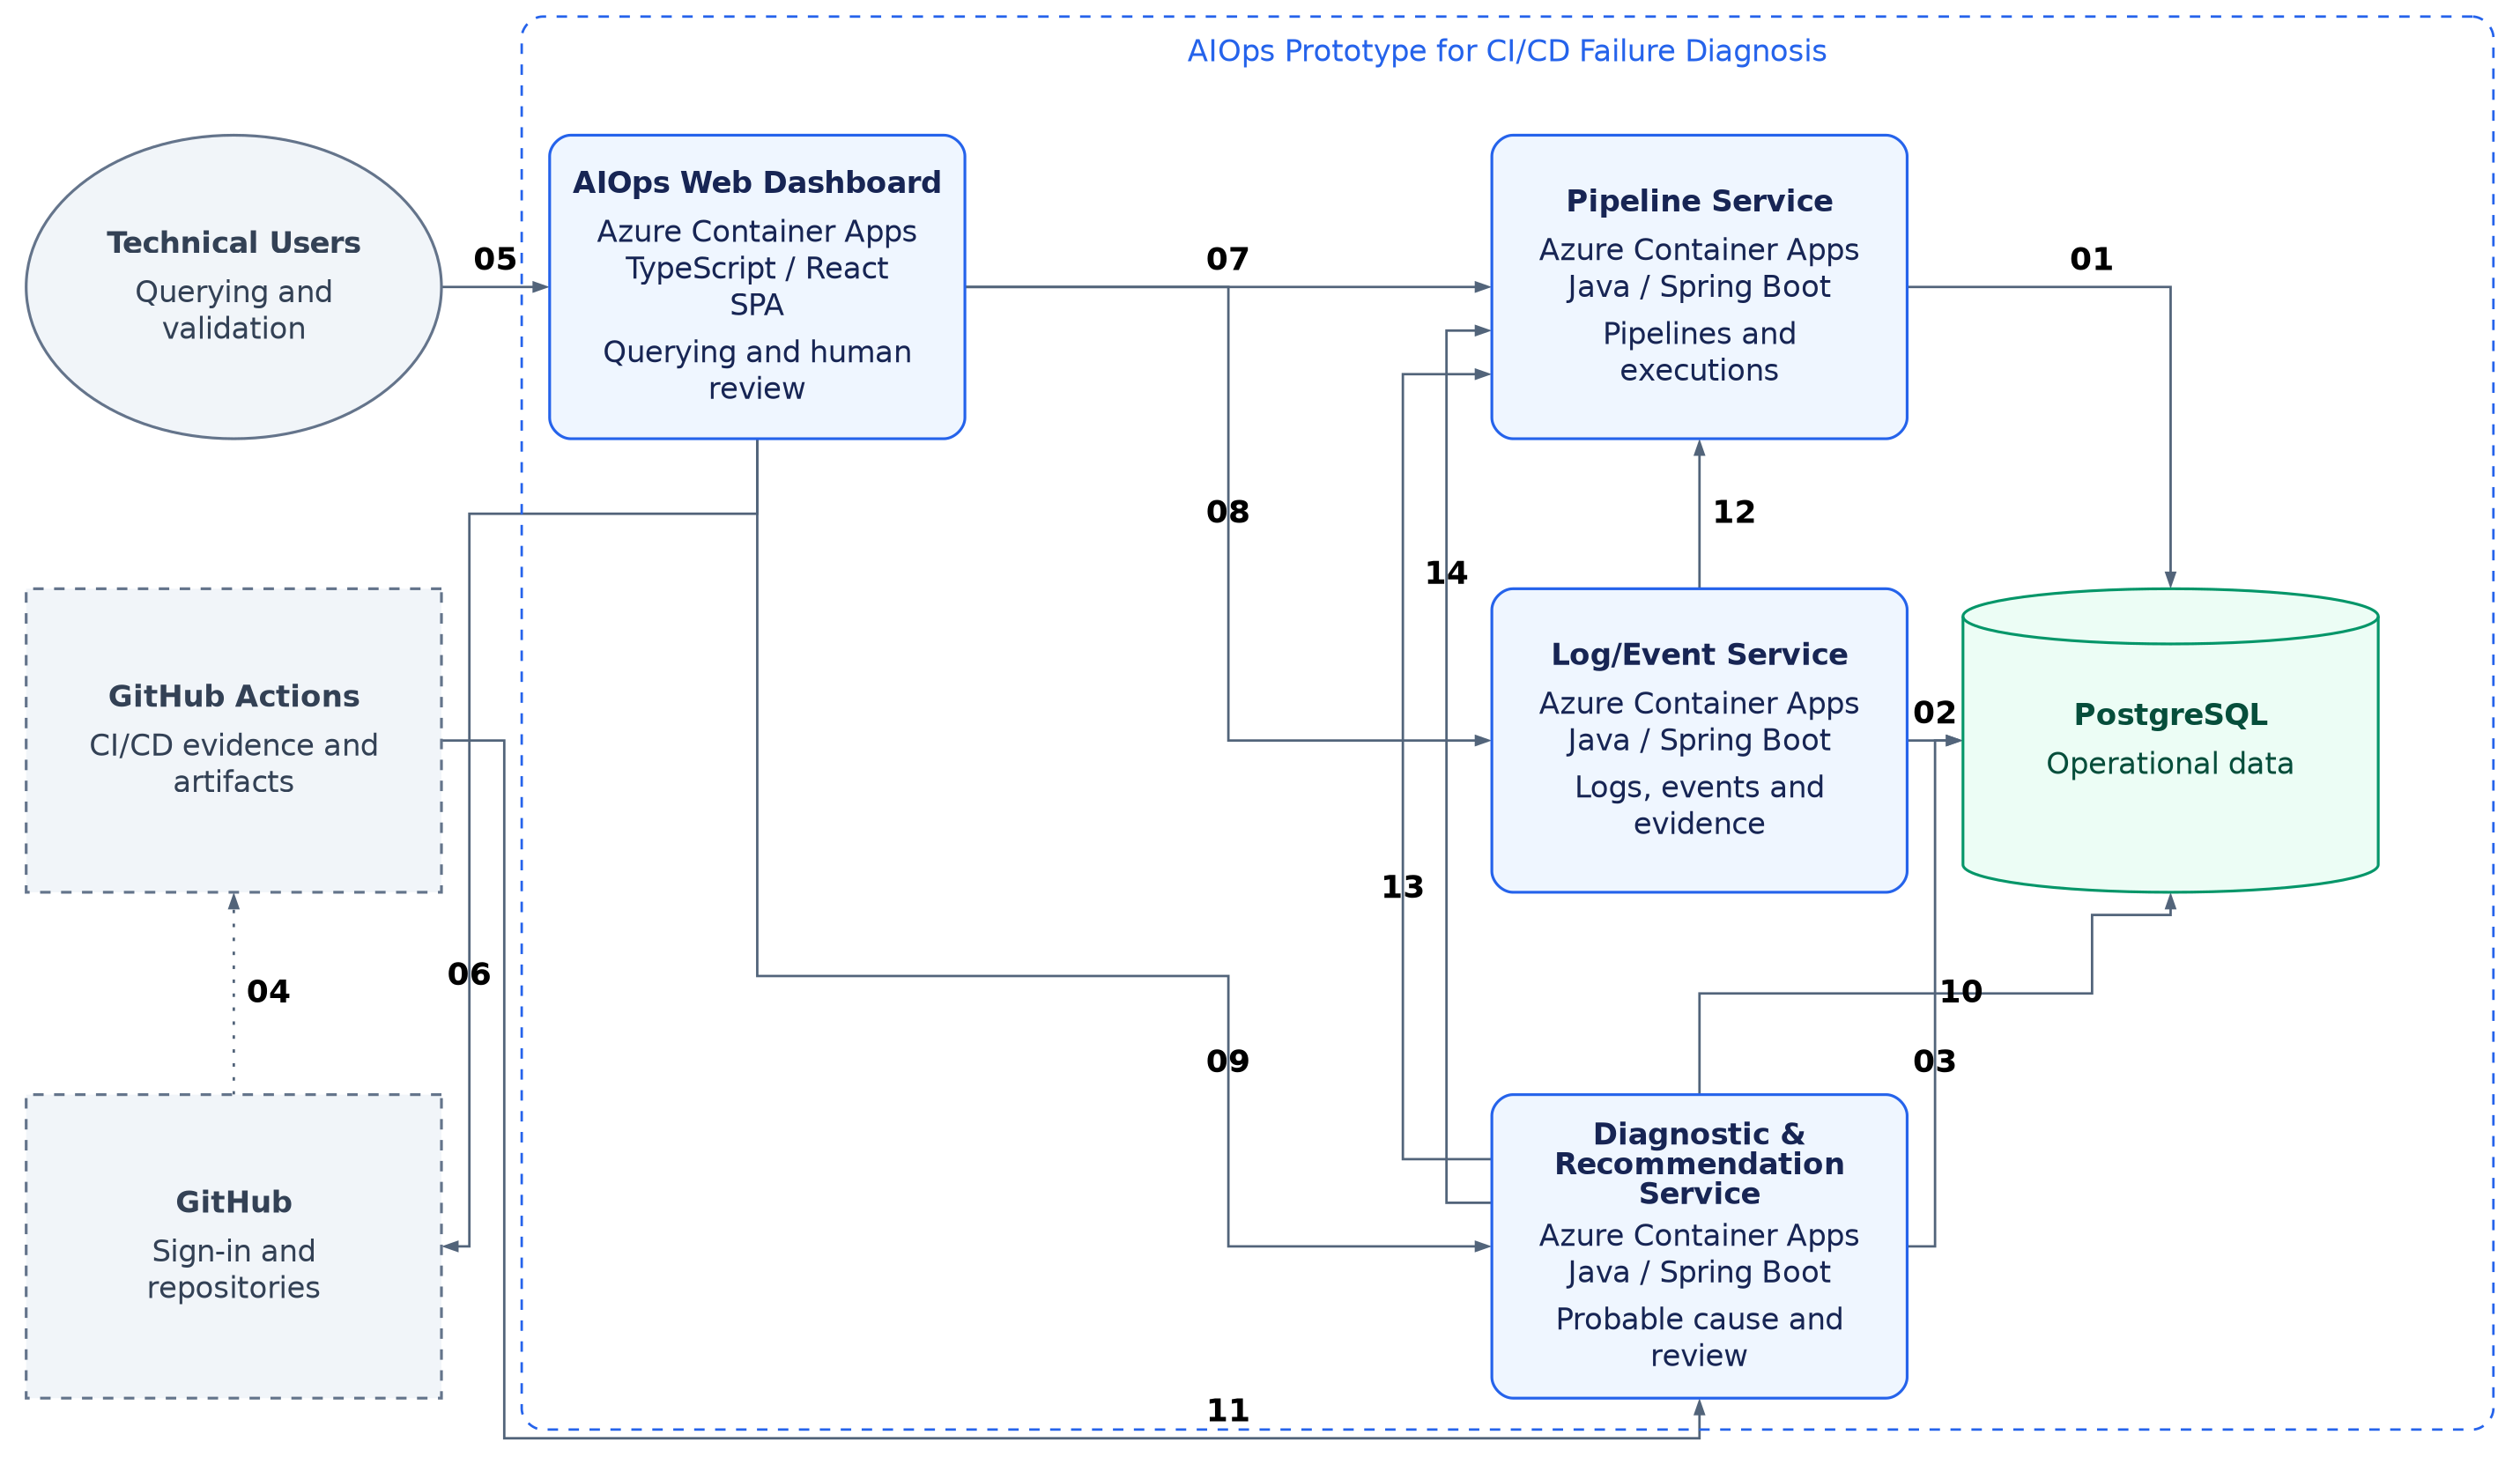 AIOps Prototype for CI/CD Failure Diagnosis
Technical Users
Querying and
validation
05
AIOps Web Dashboard
Azure Container Apps
TypeScript / React
SPA
Querying and human
review
07
Pipeline Service
Azure Container Apps
Java / Spring Boot
Pipelines and
executions
01
08
12
14
GitHub Actions
CI/CD evidence and
artifacts
Log/Event Service
Azure Container Apps
Java / Spring Boot
Logs, events and
evidence
02
PostgreSQL
Operational data
13
06
04
10
09
03
GitHub
Sign-in and
repositories
Diagnostic &
Recommendation
Service
Azure Container Apps
Java / Spring Boot
Probable cause and
review
11